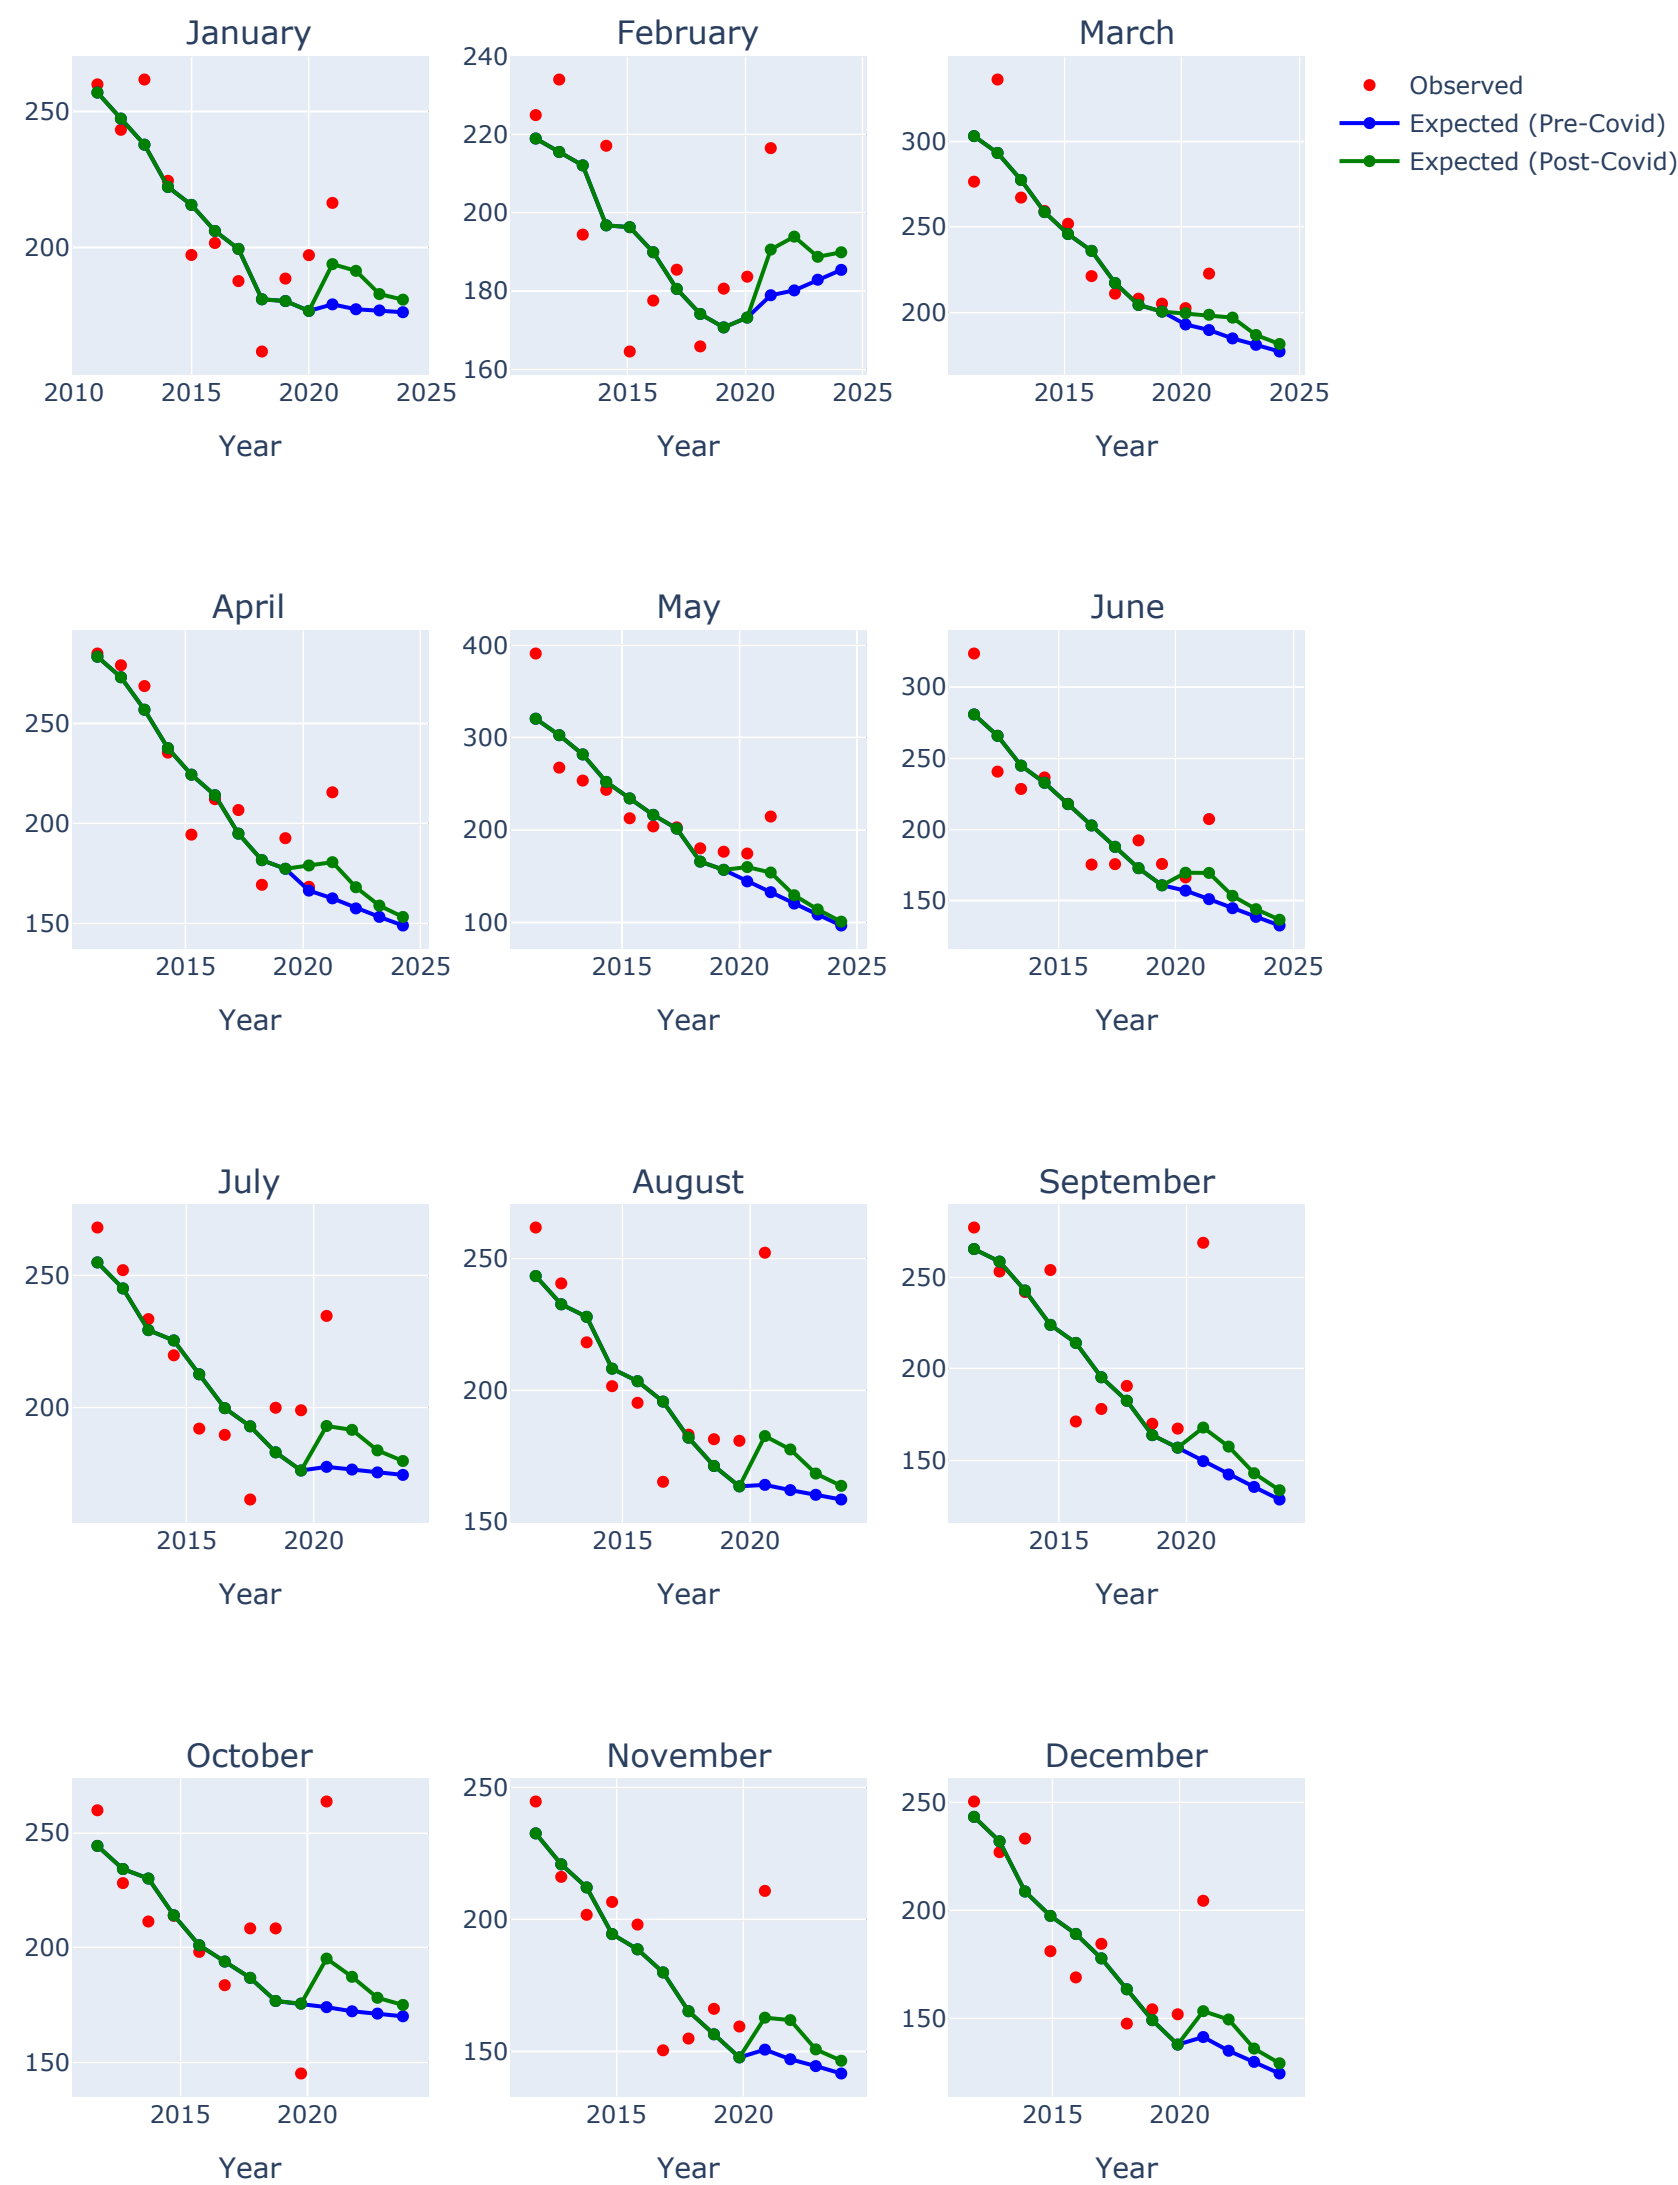 January
February
March
250
200
2010
2015
2020
2025
Year
240
220
200
180
160
2015
2020
2025
Year
300
250
200
2015
2020
2025
Year
Observed
Expected (Pre-Covid)
Expected (Post-Covid)
April
May
June
250
200
150
2015
2020
2025
Year
400
300
200
100
2015
2020
2025
Year
300
250
200
150
2015
2020
2025
Year
July
August
September
250
200
2015
2020
Year
250
200
150
2015
2020
Year
250
200
150
2015
2020
Year
October
November
December
250
200
150
2015
2020
Year
250
200
150
2015
2020
Year
250
200
150
2015
2020
Year